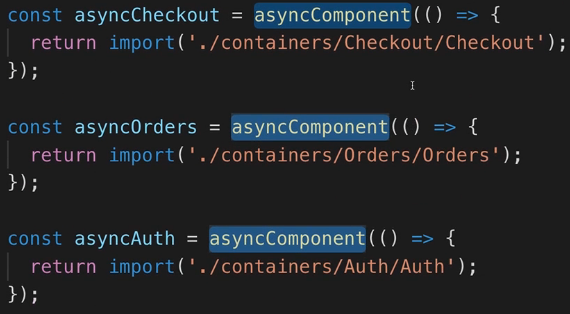 const asyncCheckout = asyncComponent(() => {
  return import('./containers/Checkout/Checkout');
});

const asyncOrders = asyncComponent(() => {
  return import('./containers/Orders/Orders');
});

const asyncAuth = asyncComponent(() => {
  return import('./containers/Auth/Auth');
});